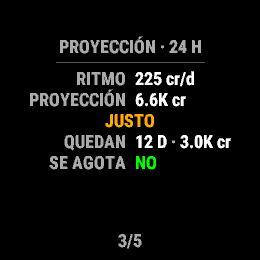 PROYECCIÓN · 24 H
RITMO 225 cr/d
PROYECCIÓN 6.6K cr
JUSTO
QUEDAN 12 D · 3.0K cr
SE AGOTA NO
3/5